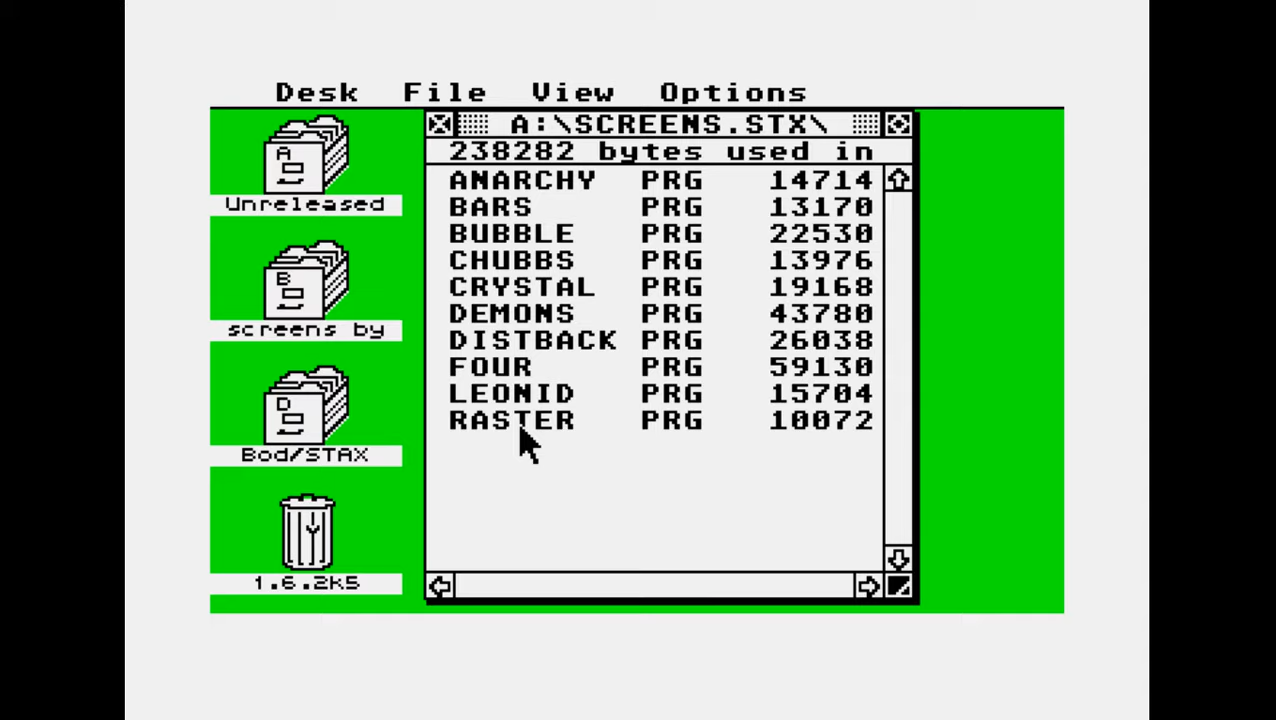 Desk File View Options
A:\SCREENS.STX\
238282 bytes used in
ANARCHY PRG 14714
BARS PRG 13170
BUBBLE PRG 22530
CHUBBS PRG 13976
CRYSTAL PRG 19168
DEMONS PRG 43780
DISTBACK PRG 26038
FOUR PRG 59130
LEONID PRG 15704
RASTER PRG 10072
A
Unreleased
B
screens by
D
Bod/STAX
1.6.2k5